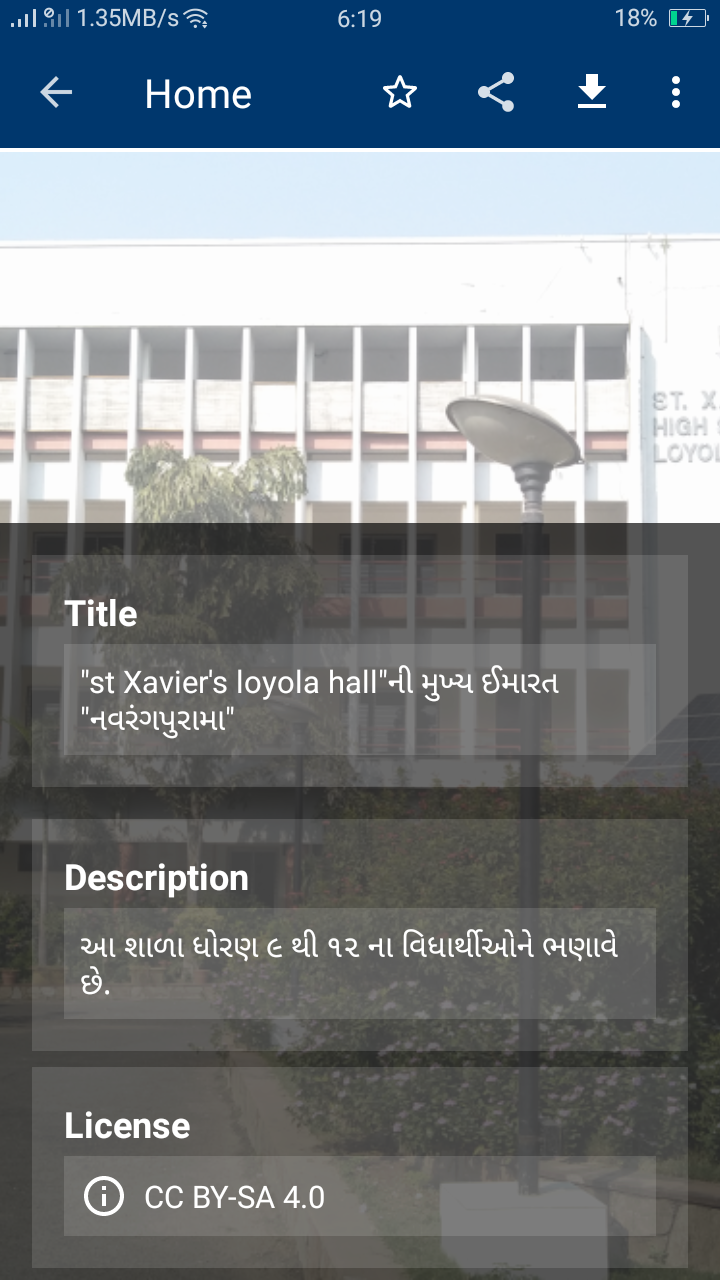 1.35MB/s 6:19 18%
Home
ST. X
HIGH
LOYOL
Title
"st Xavier's loyola hall"ની મુખ્ય ઈમારત
"નવરંગપુરામા"
Description
આ શાળા ધોરણ ૯ થી ૧૨ ના વિધાર્થીઓને ભણાવે
છે.
License
CC BY-SA 4.0